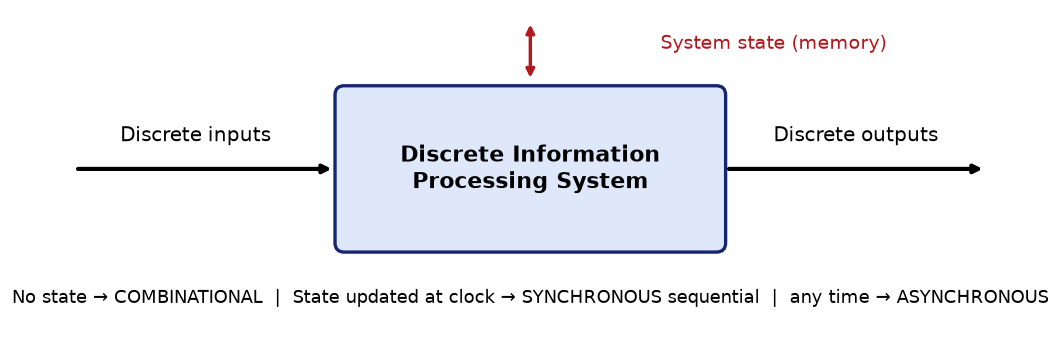 System state (memory)
Discrete inputs
Discrete outputs
Discrete Information
Processing System
No state → COMBINATIONAL | State updated at clock → SYNCHRONOUS sequential | any time → ASYNCHRONOUS